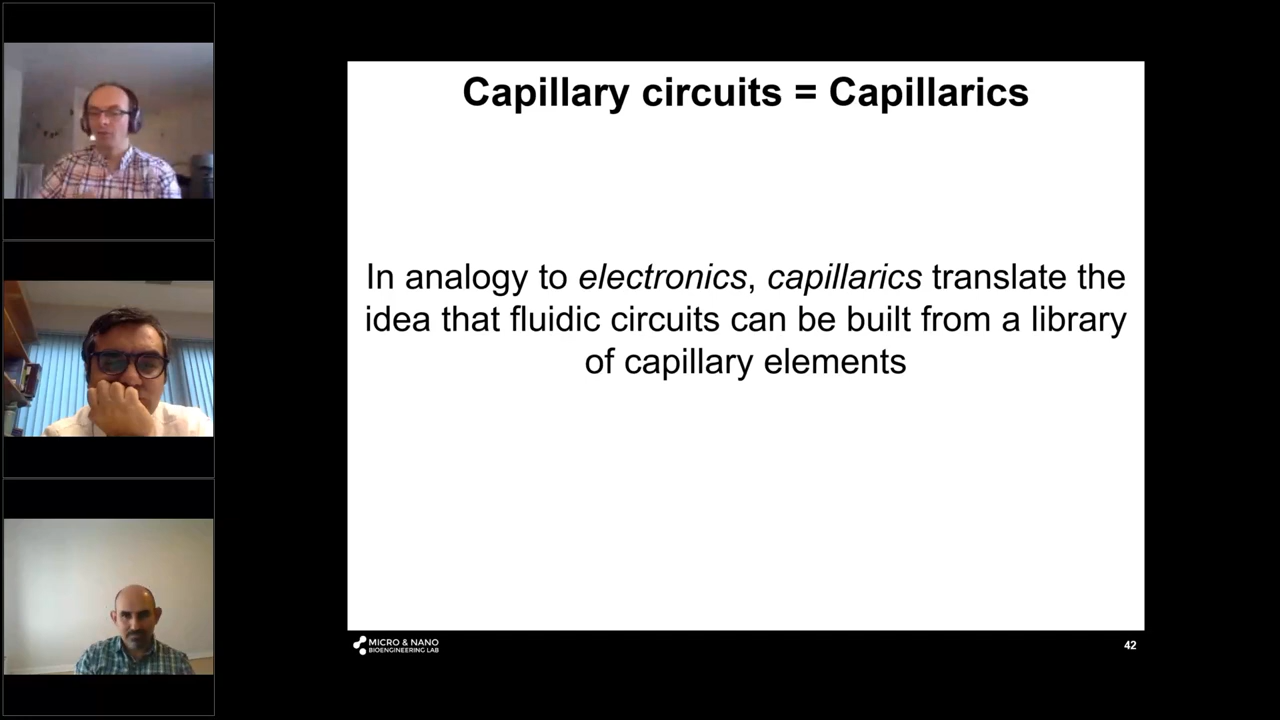 Capillary circuits = Capillarics
In analogy to electronics, capillarics translate the
idea that fluidic circuits can be built from a library
of capillary elements
MICRO & NANO
BIOENGINEERING LAB
42